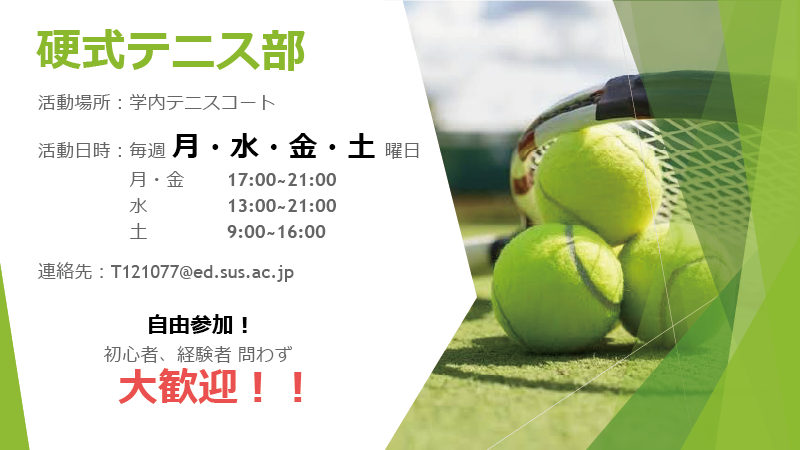 硬式テニス部
活動場所：学内テニスコート
活動日時：毎週 月・水・金・土 曜日
月・金 17:00~21:00
水 13:00~21:00
土 9:00~16:00
連絡先：T121077@ed.sus.ac.jp
自由参加！
初心者、経験者 問わず
大歓迎！！